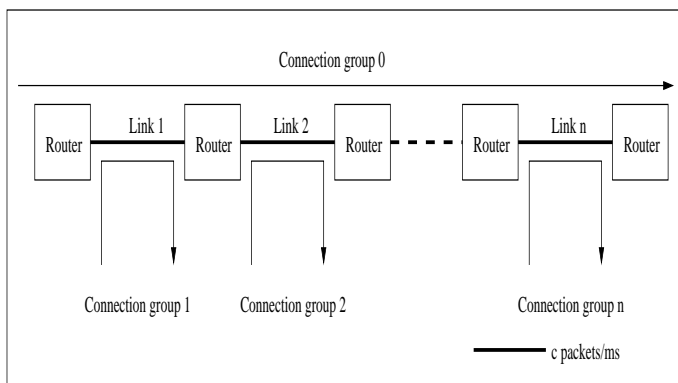 Connection group 0
Link 1
Link 2
Link n
Router
Router
Router
Router
Router
Connection group 1
Connection group 2
Connection group n
c packets/ms